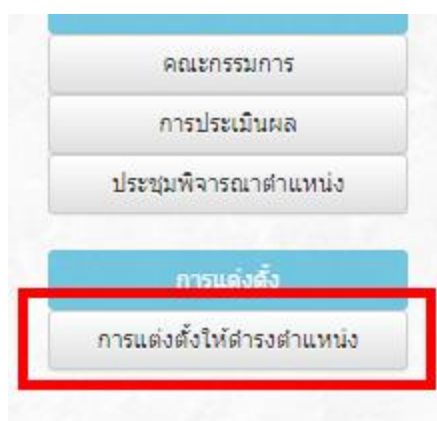 คณะกรรมการ
การประเมินผล
ประชุมพิจารณาตำแหน่ง
การแต่งตั้ง
การแต่งตั้งให้ดำรงตำแหน่ง